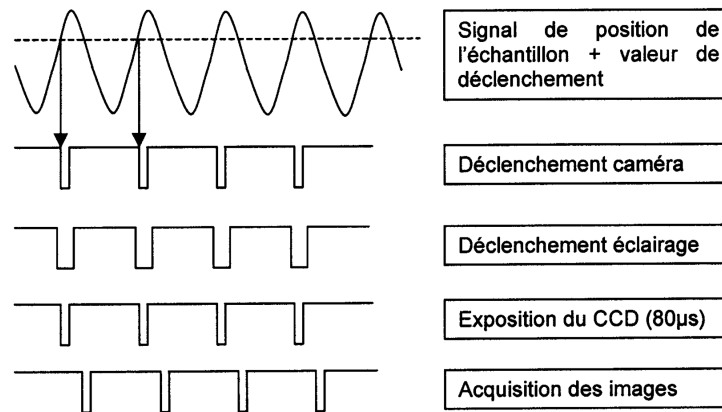 Signal de position de
l'échantillon + valeur de
déclenchement
Déclenchement caméra
Déclenchement éclairage
Exposition du CCD (80µs)
Acquisition des images